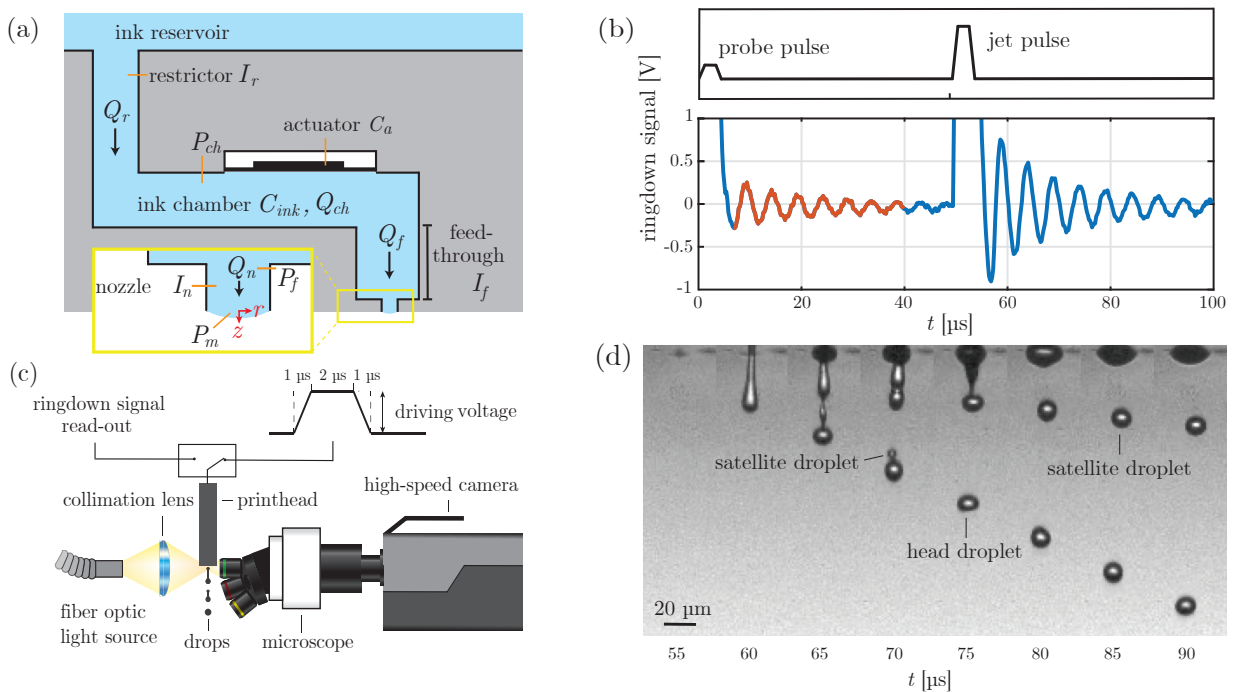 (a)
ink reservoir
restrictor I_r
Q_r
actuator C_a
P_ch
ink chamber C_ink, Q_ch
Q_f
feed-
through
I_f
nozzle
I_n
Q_n
P_f
r
z
P_m
(b)
probe pulse
jet pulse
ringdown signal [V]
1
0.5
0
-0.5
-1
0
20
40
60
80
100
t [µs]
(c)
1 µs
2 µs
1 µs
ringdown signal
read-out
driving voltage
collimation lens
printhead
high-speed camera
fiber optic
light source
drops
microscope
(d)
satellite droplet
satellite droplet
head droplet
20 µm
55
60
65
70
75
80
85
90
t [µs]